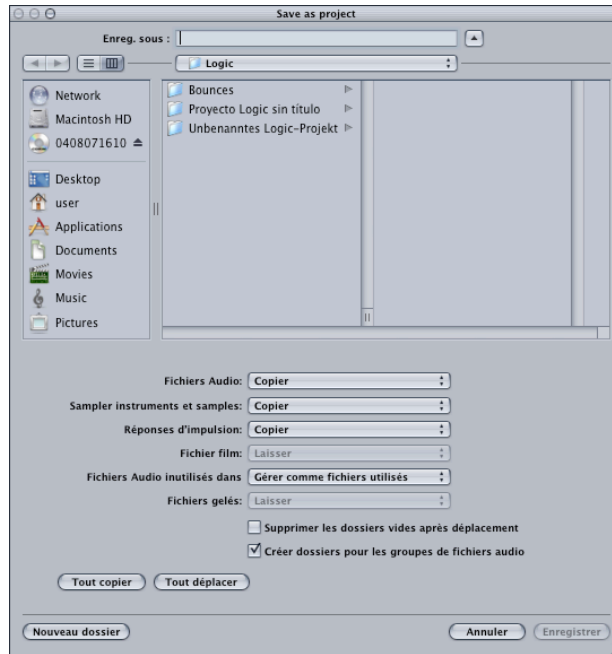 Save as project
Enreg. sous :
Logic
Network
Macintosh HD
0408071610
Desktop
user
Applications
Documents
Movies
Music
Pictures
Bounces
Proyecto Logic sin título
Unbenanntes Logic-Projekt
Fichiers Audio: Copier
Sampler instruments et samples: Copier
Réponses d'impulsion: Copier
Fichier film: Laisser
Fichiers Audio inutilisés dans Gérer comme fichiers utilisés
Fichiers gelés: Laisser
Supprimer les dossiers vides après déplacement
Créer dossiers pour les groupes de fichiers audio
Tout copier Tout déplacer
Nouveau dossier Annuler Enregistrer